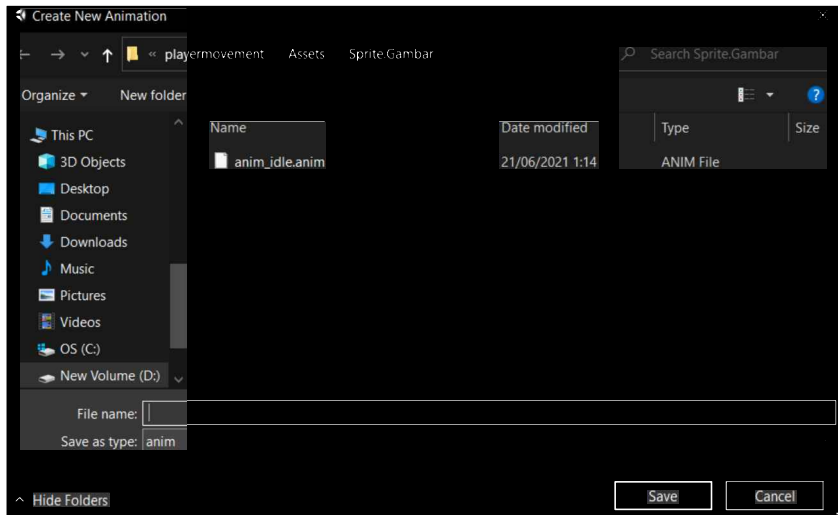 Create New Animation
« playermovement Assets Sprite.Gambar Search Sprite.Gambar
Organize New folder
Name Date modified Type Size
anim_idle.anim 21/06/2021 1:14 ANIM File
This PC
3D Objects
Desktop
Documents
Downloads
Music
Pictures
Videos
OS (C:)
New Volume (D:)
File name:
Save as type: anim
Hide Folders Save Cancel